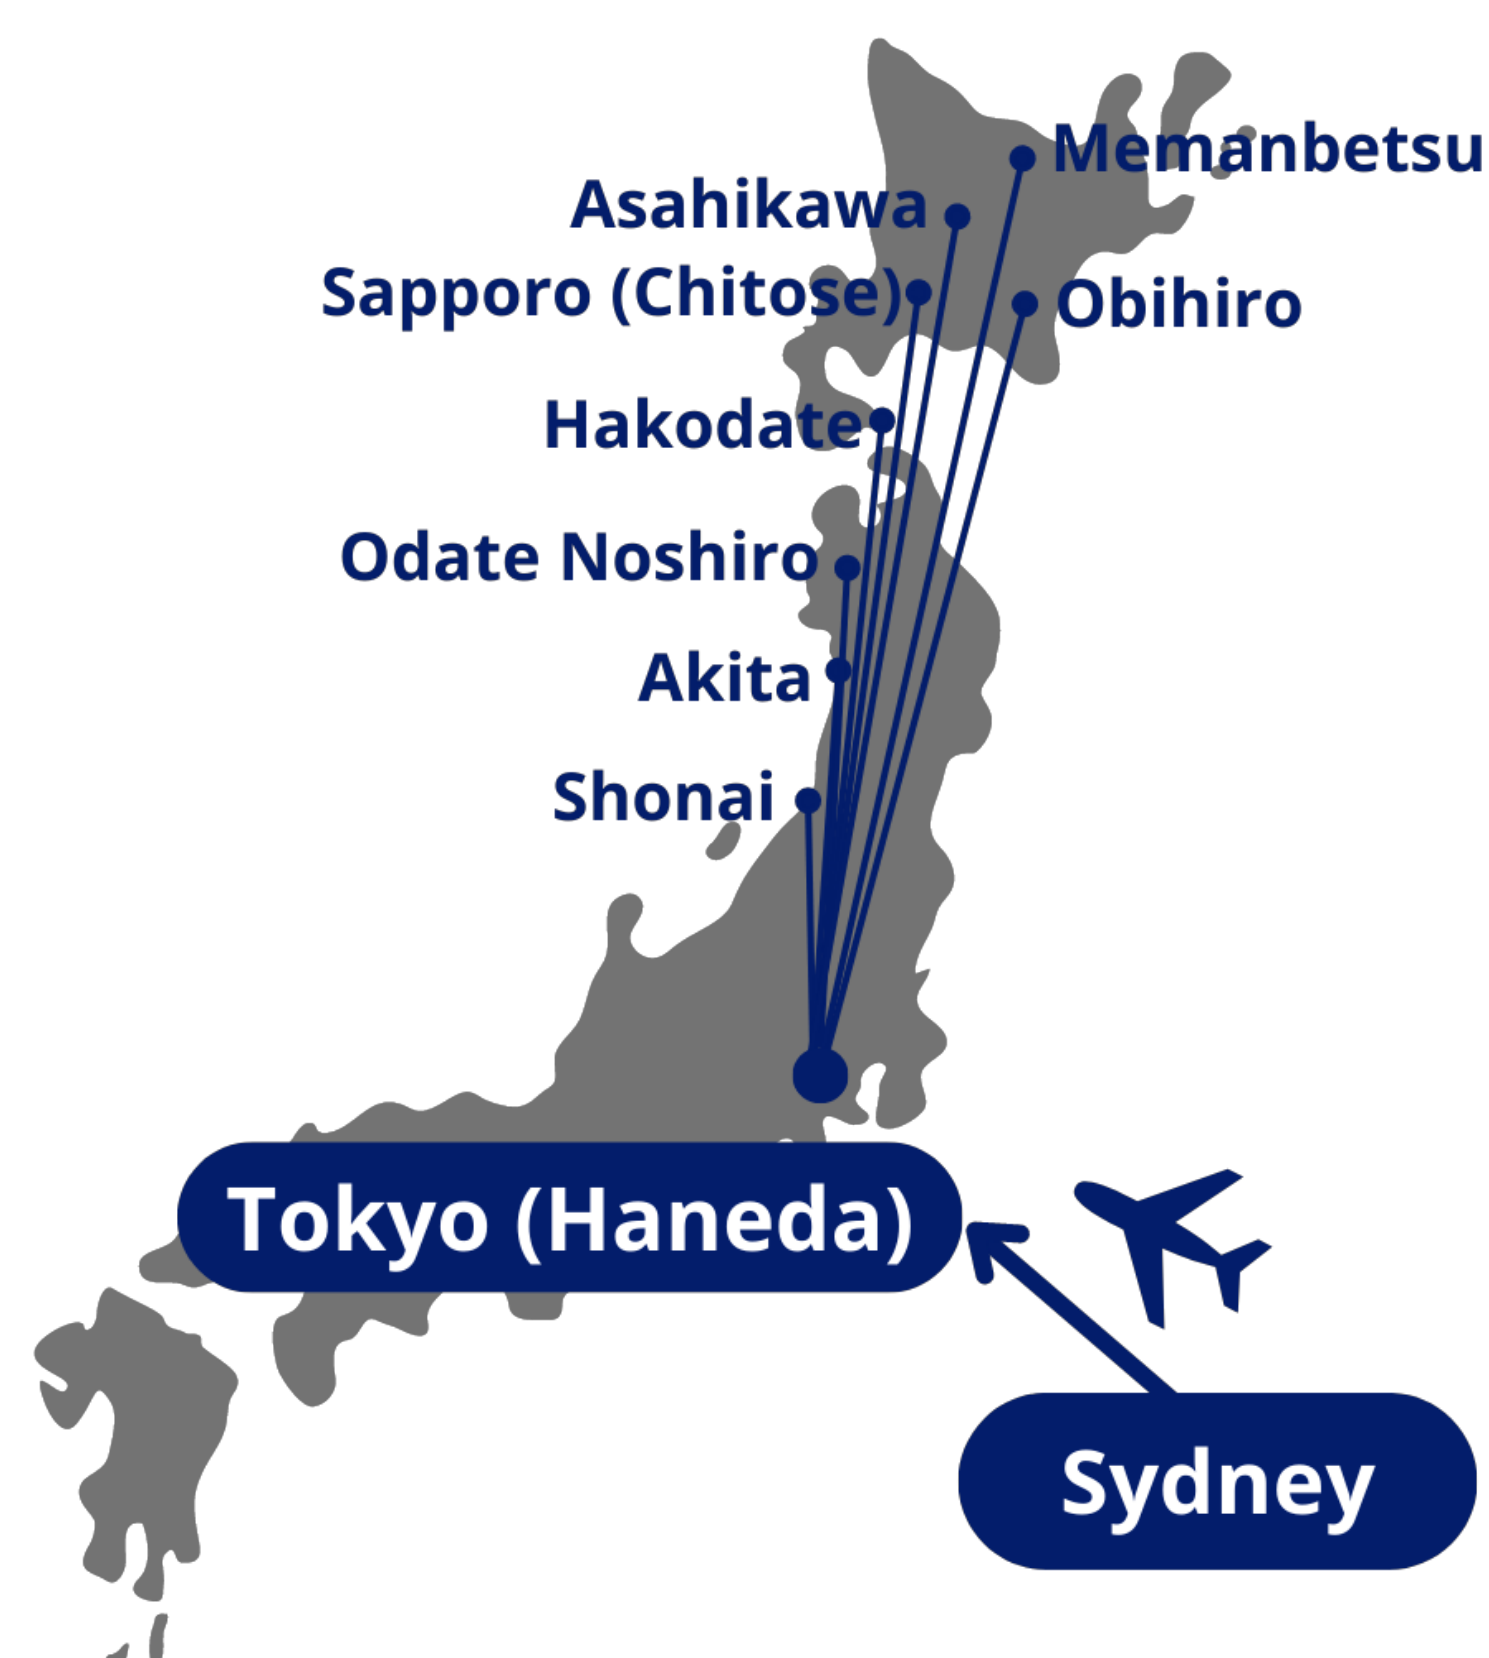 Memanbetsu
Asahikawa
Sapporo (Chitose)
Obihiro
Hakodate
Odate Noshiro
Akita
Shonai
Tokyo (Haneda)
Sydney